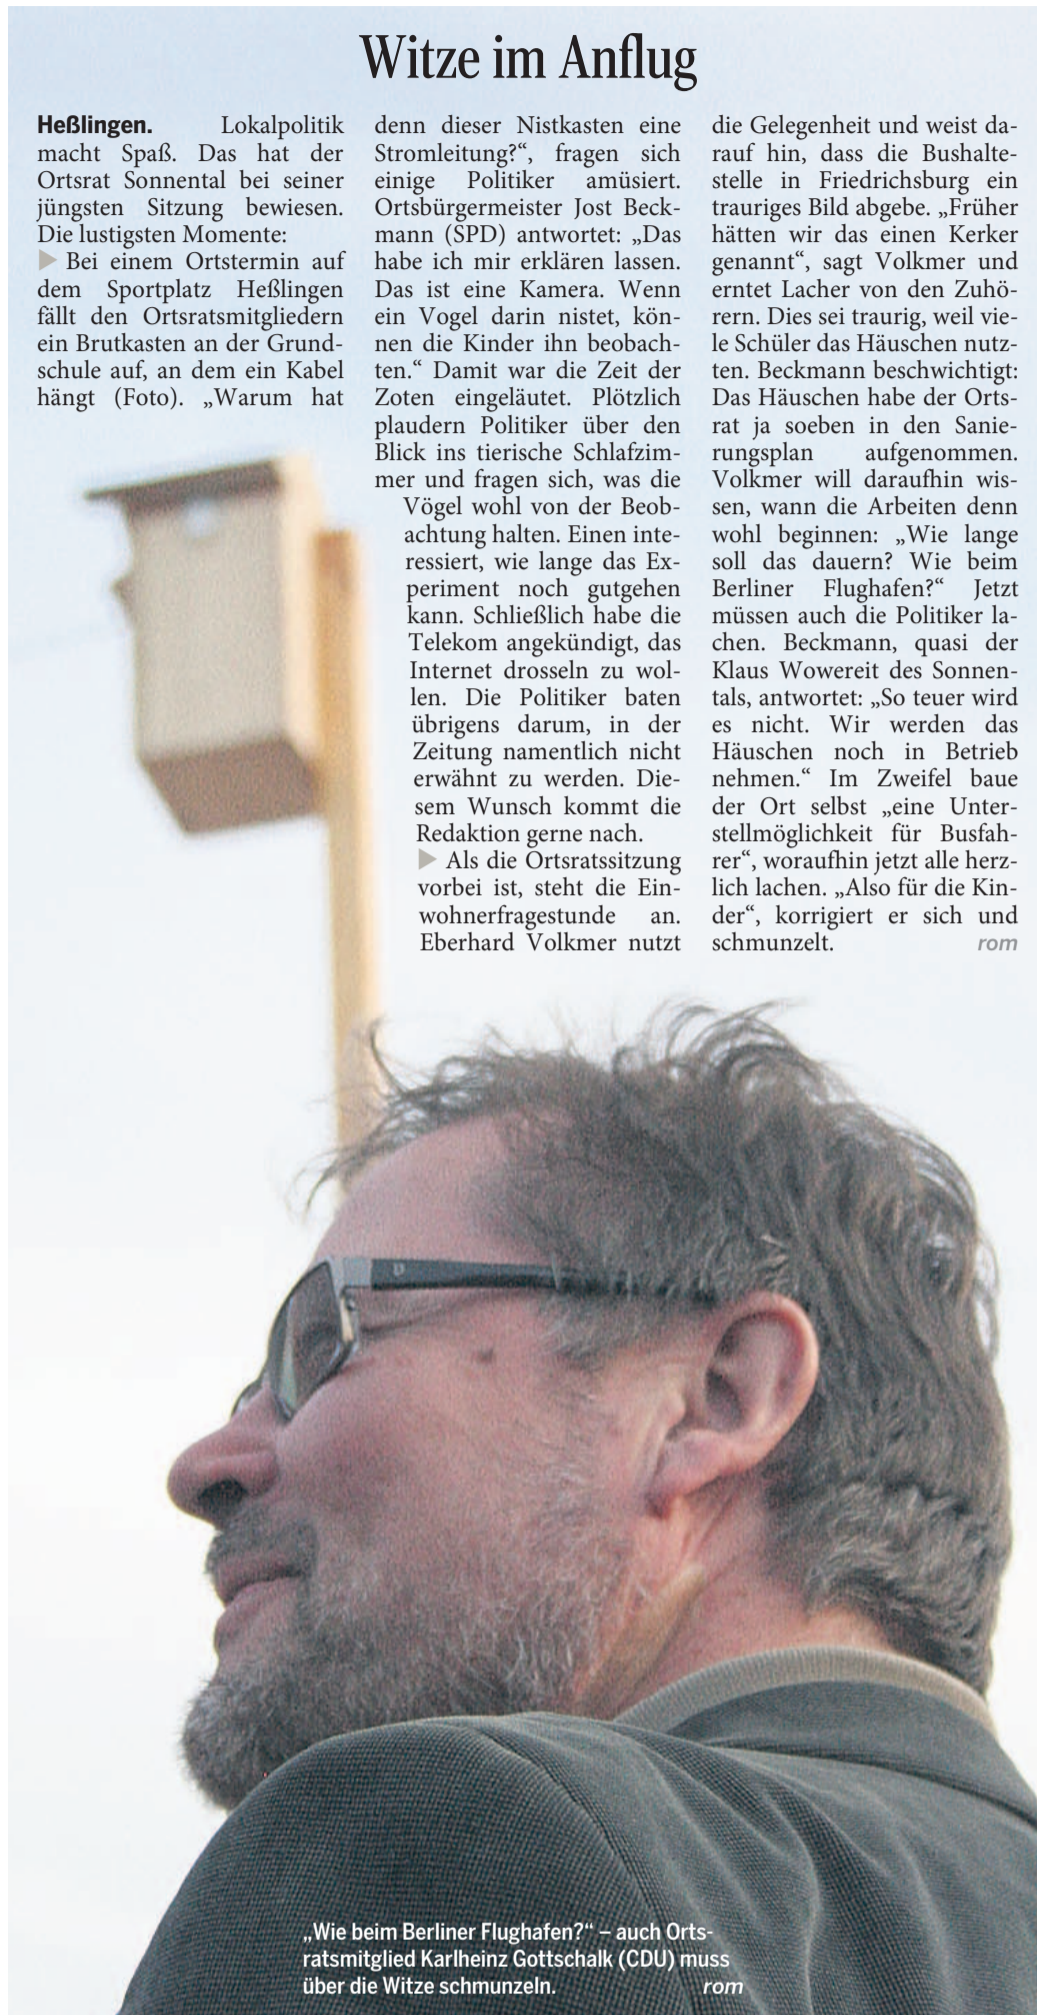 Witze im Anflug
Heßlingen. Lokalpolitik
macht Spaß. Das hat der
Ortsrat Sonnental bei seiner
jüngsten Sitzung bewiesen.
Die lustigsten Momente:
▶ Bei einem Ortstermin auf
dem Sportplatz Heßlingen
fällt den Ortsratsmitgliedern
ein Brutkasten an der Grund-
schule auf, an dem ein Kabel
hängt (Foto). „Warum hat
denn dieser Nistkasten eine
Stromleitung?“, fragen sich
einige Politiker amüsiert.
Ortsbürgermeister Jost Beck-
mann (SPD) antwortet: „Das
habe ich mir erklären lassen.
Das ist eine Kamera. Wenn
ein Vogel darin nistet, kön-
nen die Kinder ihn beobach-
ten.“ Damit war die Zeit der
Zoten eingeläutet. Plötzlich
plaudern Politiker über den
Blick ins tierische Schlafzim-
mer und fragen sich, was die
Vögel wohl von der Beob-
achtung halten. Einen inte-
ressiert, wie lange das Ex-
periment noch gutgehen
kann. Schließlich habe die
Telekom angekündigt, das
Internet drosseln zu wol-
len. Die Politiker baten
übrigens darum, in der
Zeitung namentlich nicht
erwähnt zu werden. Die-
sem Wunsch kommt die
Redaktion gerne nach.
▶ Als die Ortsratssitzung
vorbei ist, steht die Ein-
wohnerfragestunde an.
Eberhard Volkmer nutzt
die Gelegenheit und weist da-
rauf hin, dass die Bushalte-
stelle in Friedrichsburg ein
trauriges Bild abgebe. „Früher
hätten wir das einen Kerker
genannt“, sagt Volkmer und
erntet Lacher von den Zuhö-
rern. Dies sei traurig, weil vie-
le Schüler das Häuschen nutz-
ten. Beckmann beschwichtigt:
Das Häuschen habe der Orts-
rat ja soeben in den Sanie-
rungsplan aufgenommen.
Volkmer will daraufhin wis-
sen, wann die Arbeiten denn
wohl beginnen: „Wie lange
soll das dauern? Wie beim
Berliner Flughafen?“ Jetzt
müssen auch die Politiker la-
chen. Beckmann, quasi der
Klaus Wowereit des Sonnen-
tals, antwortet: „So teuer wird
es nicht. Wir werden das
Häuschen noch in Betrieb
nehmen.“ Im Zweifel baue
der Ort selbst „eine Unter-
stellmöglichkeit für Busfah-
rer“, woraufhin jetzt alle herz-
lich lachen. „Also für die Kin-
der“, korrigiert er sich und
schmunzelt. rom
„Wie beim Berliner Flughafen?“ – auch Orts-
ratsmitglied Karlheinz Gottschalk (CDU) muss
über die Witze schmunzeln. rom